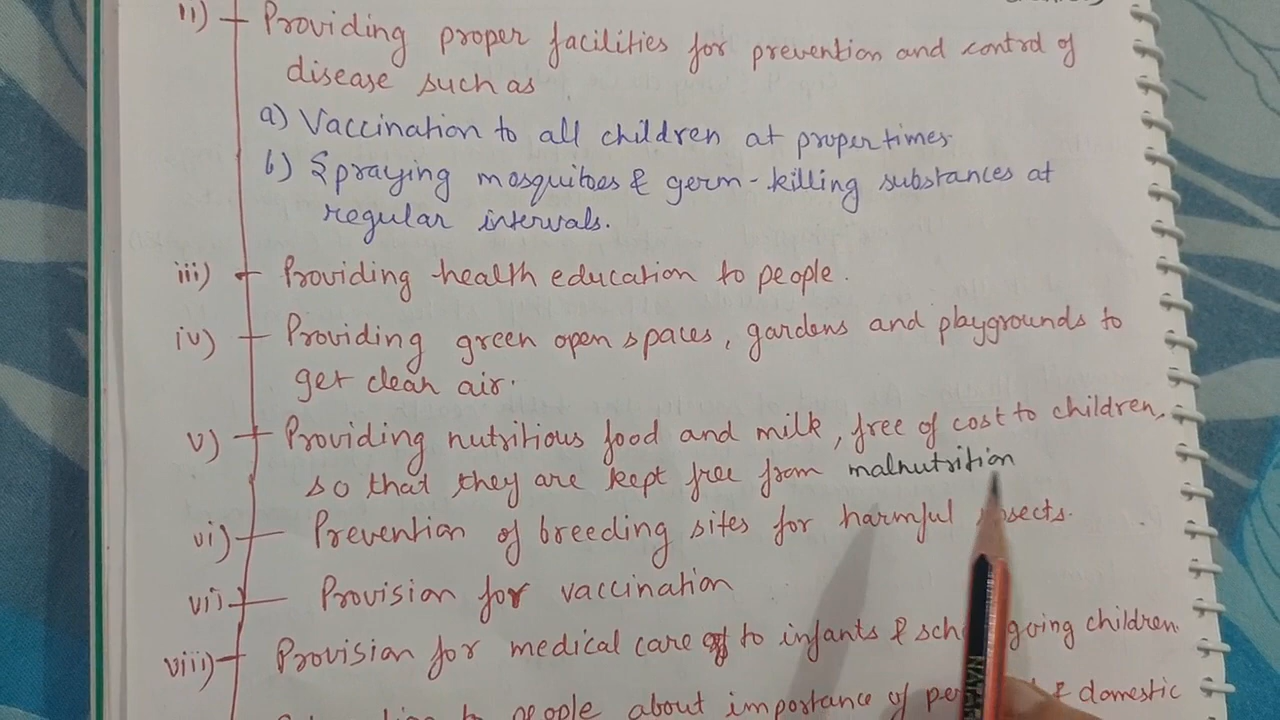 ii) Providing proper facilities for prevention and control of
disease such as
a) Vaccination to all children at proper times
b) Spraying mosquitoes & germ-killing substances at
regular intervals.
iii) Providing health education to people.
iv) Providing green open spaces, gardens and playgrounds to
get clean air.
v) Providing nutritious food and milk, free of cost to children,
so that they are kept free from malnutrition
vi) Prevention of breeding sites for harmful
vii) Provision for vaccination
viii) Provision for medical care to infants & going children
people about importance of & domestic